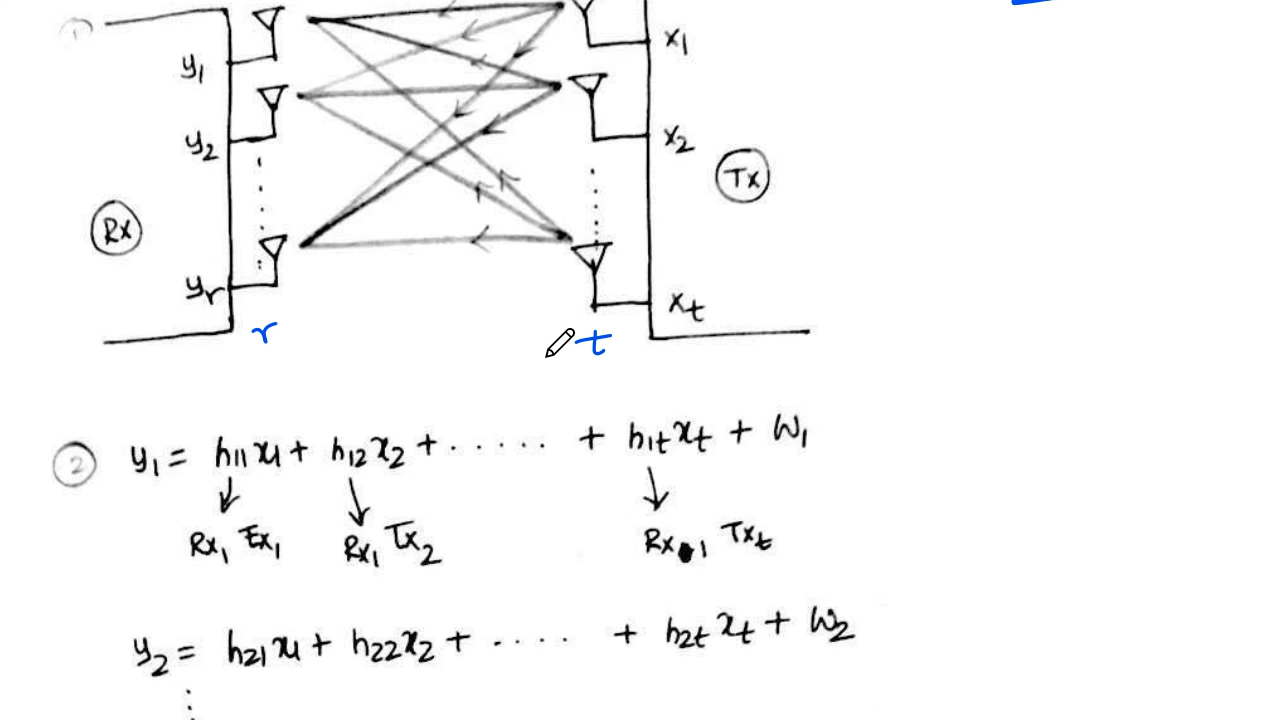 ①
y₁ x₁
y₂ x₂
Rx Tx
yᵣ xₜ
r t
② y₁ = h₁₁x₁ + h₁₂x₂ + ...... + h₁ₜxₜ + W₁
Rx₁ Tx₁ Rx₁ Tx₂ Rx₁ Txₜ
y₂ = h₂₁x₁ + h₂₂x₂ + .... + h₂ₜxₜ + W₂